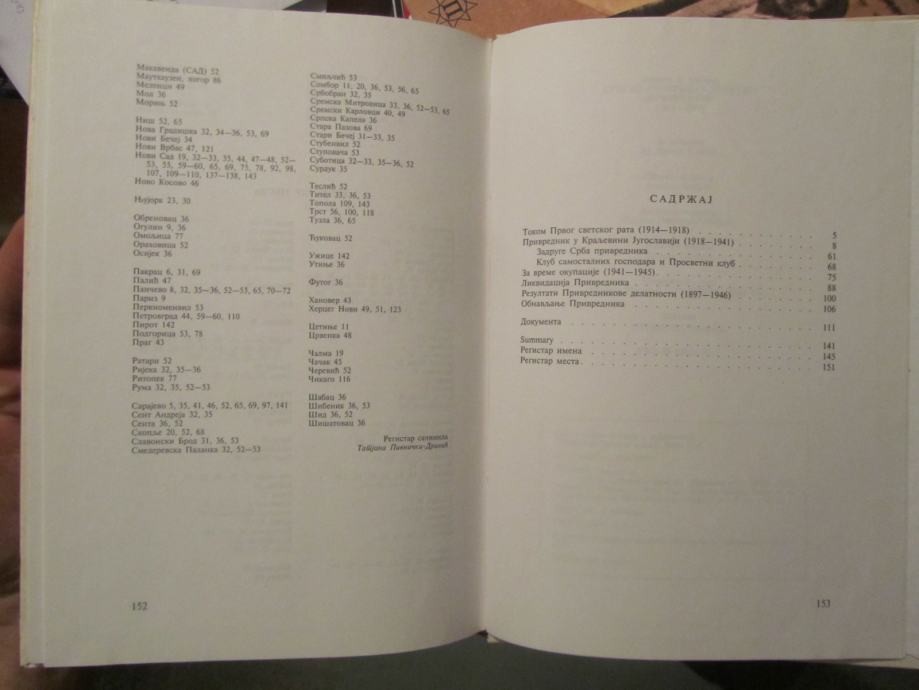 Макавенда (САД) 52
Маутхаузен, логор 86
Меленци 49
Мол 36
Морињ 52
Ниш 52, 65
Нова Градишка 32, 34—36, 53, 69
Нови Бечеј 34
Нови Врбас 47, 121
Нови Сад 19, 32—33, 35, 44, 47—48, 52—
53, 55, 59—60, 65, 69, 75, 78, 92, 98,
107, 109—110, 137—138, 143
Ново Косово 46
Њујорк 23, 30
Обреновац 36
Огулин 9, 36
Омољица 77
Ораховица 52
Осијек 36
Пакрац 6, 31, 69
Палић 47
Панчево 8, 32, 35—36, 52—53, 65, 70—72
Париз 9
Перкноменвид 53
Петровград 44, 59—60, 110
Пирот 142
Подгорица 53, 78
Праг 43
Ратари 52
Ријека 32, 35—36
Ритопек 77
Рума 32, 35, 52—53
Сарајево 5, 35, 41, 46, 52, 65, 69, 97, 141
Сент Андреја 32, 35
Сента 36, 52
Скопље 20, 52, 68
Славонски Брод 31, 36, 53
Смедеревска Паланка 32, 52—53
Смиљчић 53
Сомбор 11, 20, 36, 53, 56, 65
Србобран 32, 35
Сремска Митровица 33, 36, 52—53, 65
Сремски Карловци 40, 49
Српска Капела 36
Стара Пазова 69
Стари Бечеј 31—33, 35
Стубенвид 52
Ступовача 53
Суботица 32—33, 35—36, 52
Сураук 35
Теслић 52
Тител 33, 36, 53
Топола 109, 143
Трст 56, 100, 118
Тузла 36, 65
Ћуковац 52
Ужице 142
Утиње 36
Футог 36
Хановер 43
Херцег Нови 49, 51, 123
Цетиње 11
Црвенка 48
Чалма 19
Чачак 45
Черевић 52
Чикаго 116
Шабац 36
Шибеник 36, 53
Шид 36, 52
Шишатовац 36
Регистар сачинила
Татјана Пивнички-Дринић
152
САДРЖАЈ
Током Првог светског рата (1914—1918) 5
Привредник у Краљевини Југославији (1918—1941) 8
Задруге Срба привредника 61
Клуб самосталних господара и Просветни клуб 68
За време окупације (1941—1945) 75
Ликвидација Привредника 88
Резултати Привредникове делатности (1897—1946) 100
Обнављање Привредника 106
Документа 111
Summary 141
Регистар имена 145
Регистар места 151
153